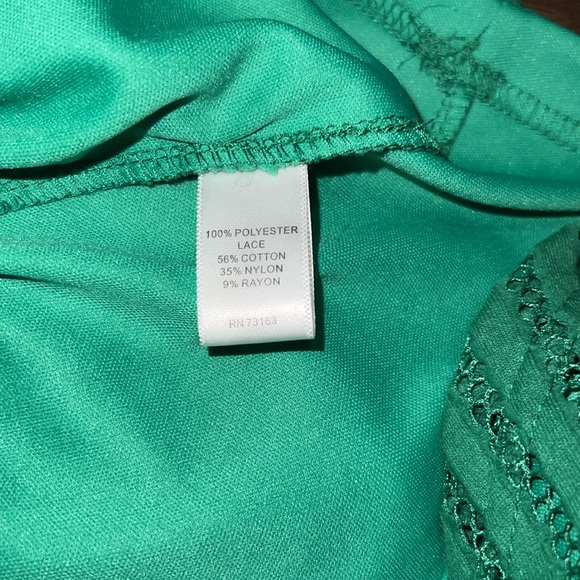 100% POLYESTER
LACE
56% COTTON
35% NYLON
9% RAYON
RN 73163